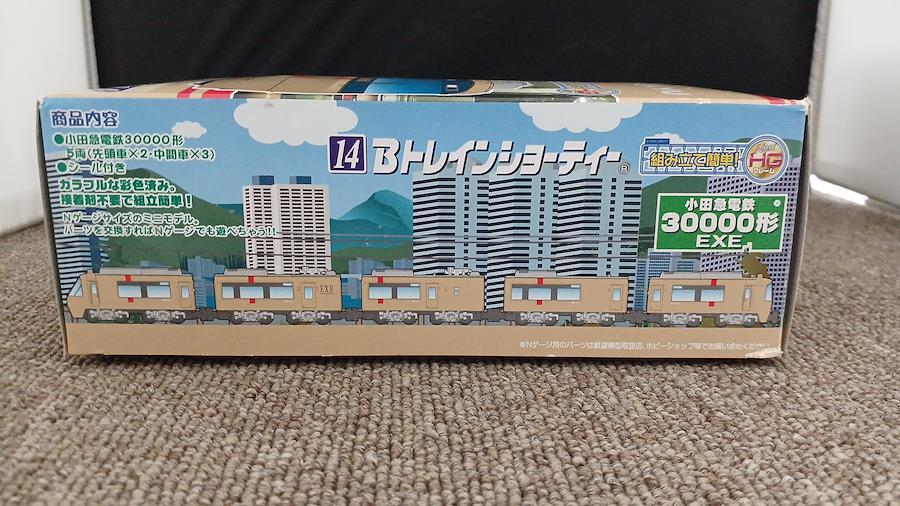 商品内容
●小田急電鉄30000形
5両(先頭車×2・中間車×3)
●シール付き
カラフルな彩色済み。
接着剤不要で組立簡単!
Nゲージサイズのミニモデル。
パーツを交換すればNゲージでも遊べちゃう!!
14 Bトレインショーティー®
組み立て簡単!
New HG フレーム
小田急電鉄
30000形
EXE
EXE
※Nゲージ用のパーツは鉄道模型取扱店、ホビーショップ等でお買い求めください。